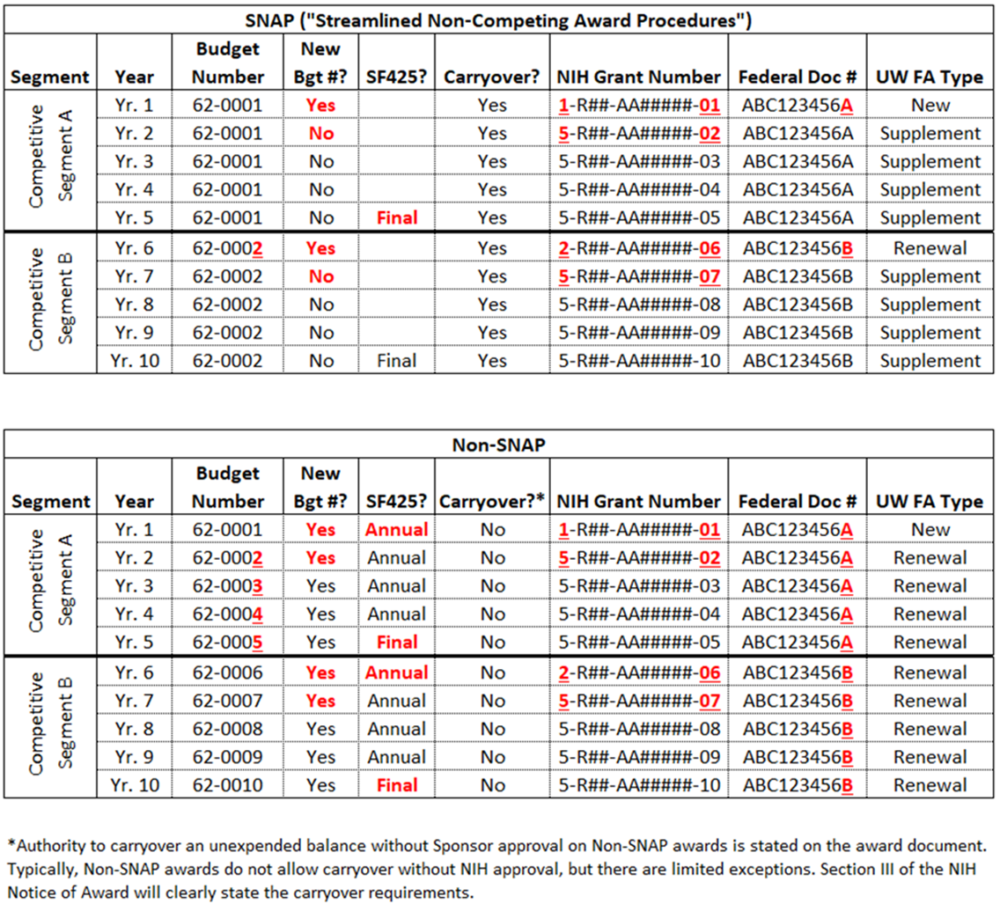 SNAP ("Streamlined Non-Competing Award Procedures")
Segment Year Budget Number New Bgt #? SF425? Carryover? NIH Grant Number Federal Doc # UW FA Type
Competitive Segment A
Yr. 1 62-0001 Yes Yes 1-R##-AA#####-01 ABC123456A New
Yr. 2 62-0001 No Yes 5-R##-AA#####-02 ABC123456A Supplement
Yr. 3 62-0001 No Yes 5-R##-AA#####-03 ABC123456A Supplement
Yr. 4 62-0001 No Yes 5-R##-AA#####-04 ABC123456A Supplement
Yr. 5 62-0001 No Final Yes 5-R##-AA#####-05 ABC123456A Supplement
Competitive Segment B
Yr. 6 62-0002 Yes Yes 2-R##-AA#####-06 ABC123456B Renewal
Yr. 7 62-0002 No Yes 5-R##-AA#####-07 ABC123456B Supplement
Yr. 8 62-0002 No Yes 5-R##-AA#####-08 ABC123456B Supplement
Yr. 9 62-0002 No Yes 5-R##-AA#####-09 ABC123456B Supplement
Yr. 10 62-0002 No Final Yes 5-R##-AA#####-10 ABC123456B Supplement
Non-SNAP
Segment Year Budget Number New Bgt #? SF425? Carryover?* NIH Grant Number Federal Doc # UW FA Type
Competitive Segment A
Yr. 1 62-0001 Yes Annual No 1-R##-AA#####-01 ABC123456A New
Yr. 2 62-0002 Yes Annual No 5-R##-AA#####-02 ABC123456A Renewal
Yr. 3 62-0003 Yes Annual No 5-R##-AA#####-03 ABC123456A Renewal
Yr. 4 62-0004 Yes Annual No 5-R##-AA#####-04 ABC123456A Renewal
Yr. 5 62-0005 Yes Final No 5-R##-AA#####-05 ABC123456A Renewal
Competitive Segment B
Yr. 6 62-0006 Yes Annual No 2-R##-AA#####-06 ABC123456B Renewal
Yr. 7 62-0007 Yes Annual No 5-R##-AA#####-07 ABC123456B Renewal
Yr. 8 62-0008 Yes Annual No 5-R##-AA#####-08 ABC123456B Renewal
Yr. 9 62-0009 Yes Annual No 5-R##-AA#####-09 ABC123456B Renewal
Yr. 10 62-0010 Yes Final No 5-R##-AA#####-10 ABC123456B Renewal
*Authority to carryover an unexpended balance without Sponsor approval on Non-SNAP awards is stated on the award document.
Typically, Non-SNAP awards do not allow carryover without NIH approval, but there are limited exceptions. Section III of the NIH
Notice of Award will clearly state the carryover requirements.